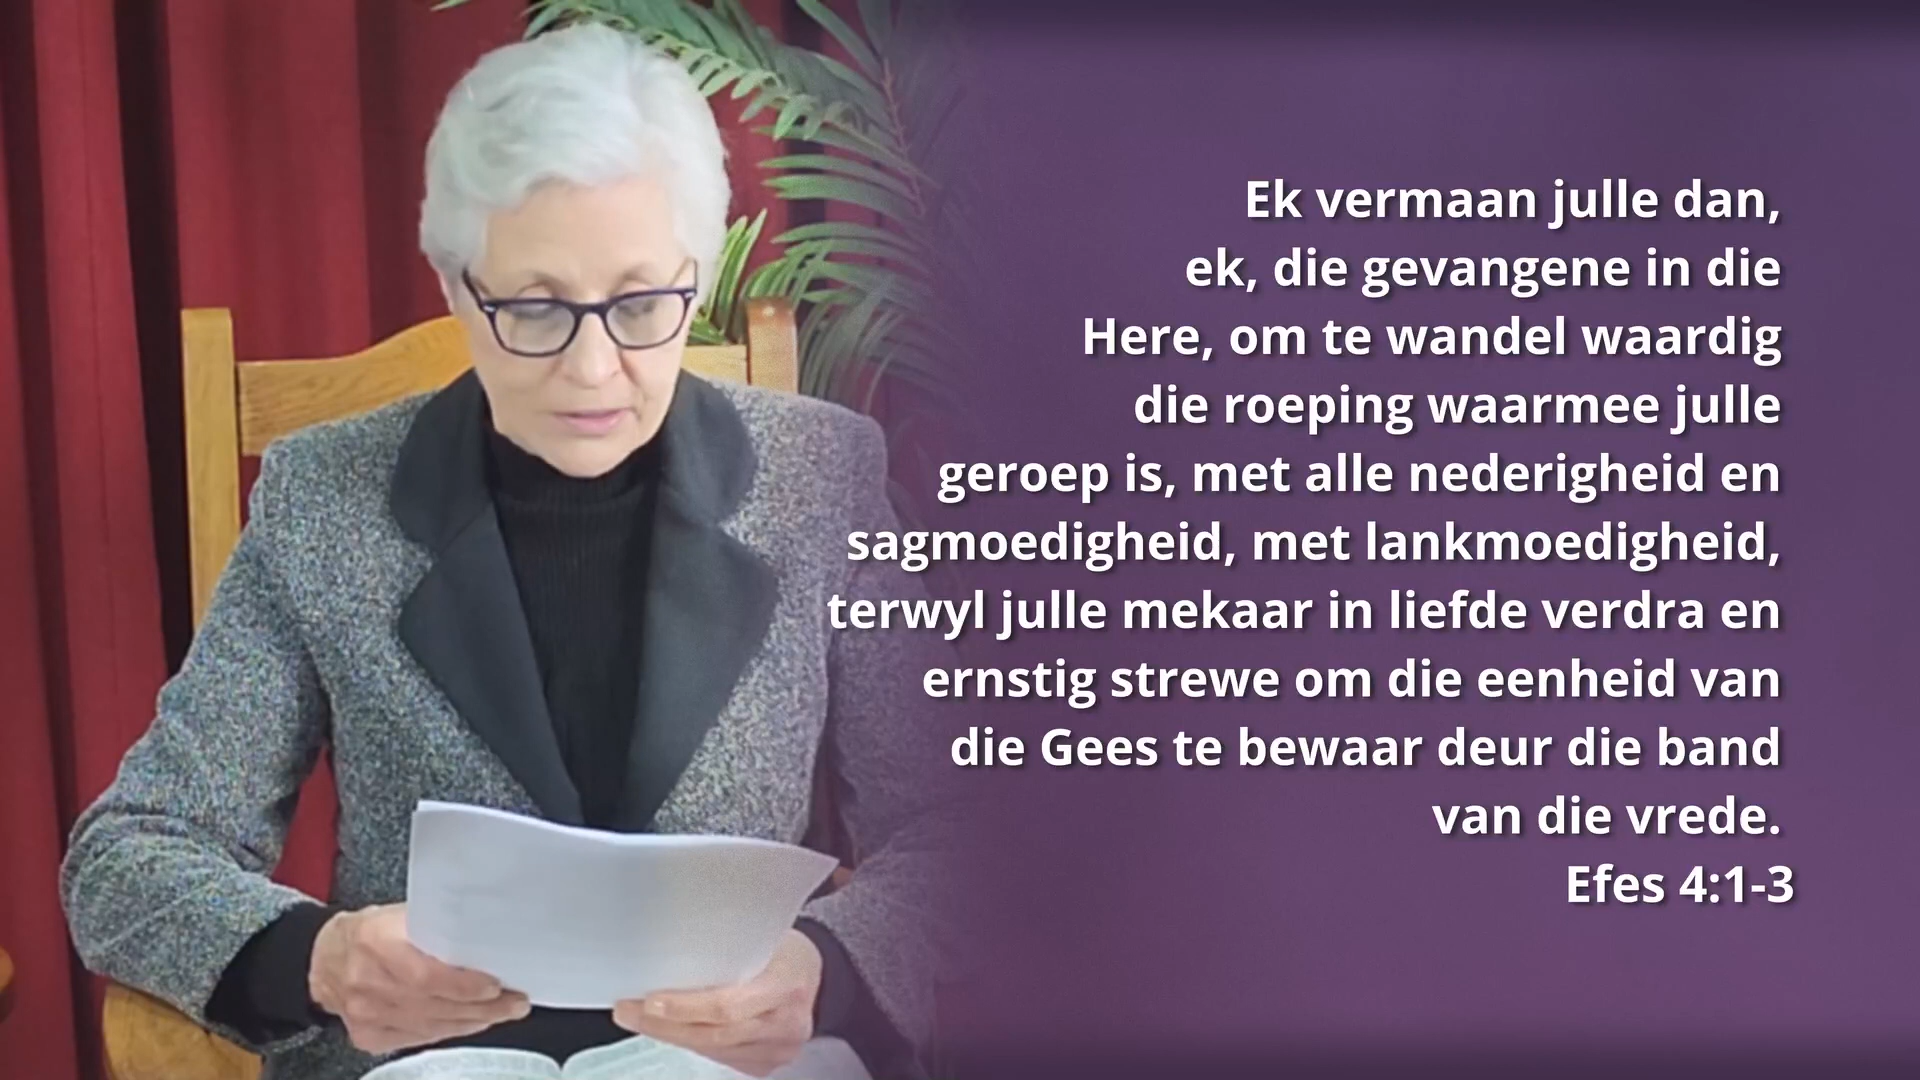 Ek vermaan julle dan,
ek, die gevangene in die
Here, om te wandel waardig
die roeping waarmee julle
geroep is, met alle nederigheid en
sagmoedigheid, met lankmoedigheid,
terwyl julle mekaar in liefde verdra en
ernstig strewe om die eenheid van
die Gees te bewaar deur die band
van die vrede.
Efes 4:1-3